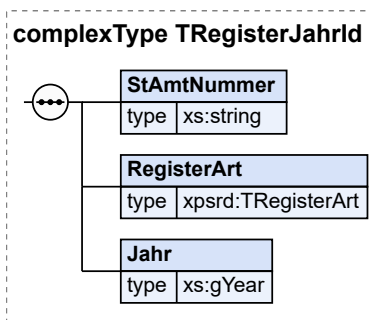 complexType TRegisterJahrId
StAmtNummer
type xs:string
RegisterArt
type xpsrd:TRegisterArt
Jahr
type xs:gYear